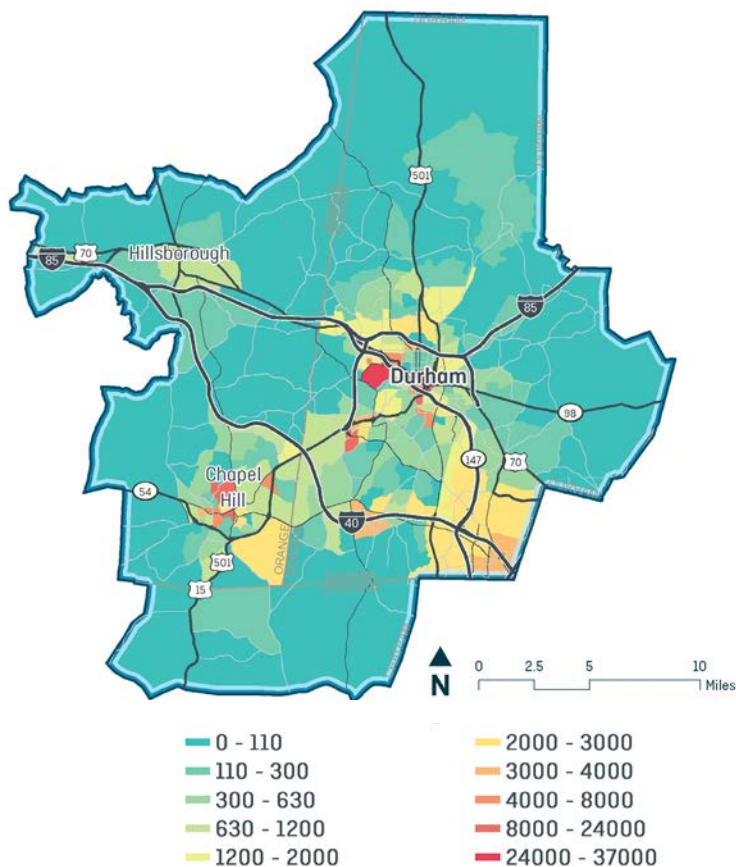 DURHAM
501
70
85
Hillsborough
85
Durham
98
147
70
Chapel
Hill
54
40
ORANGE
501
15
N
0 2.5 5 10
Miles
0 - 110
110 - 300
300 - 630
630 - 1200
1200 - 2000
2000 - 3000
3000 - 4000
4000 - 8000
8000 - 24000
24000 - 37000